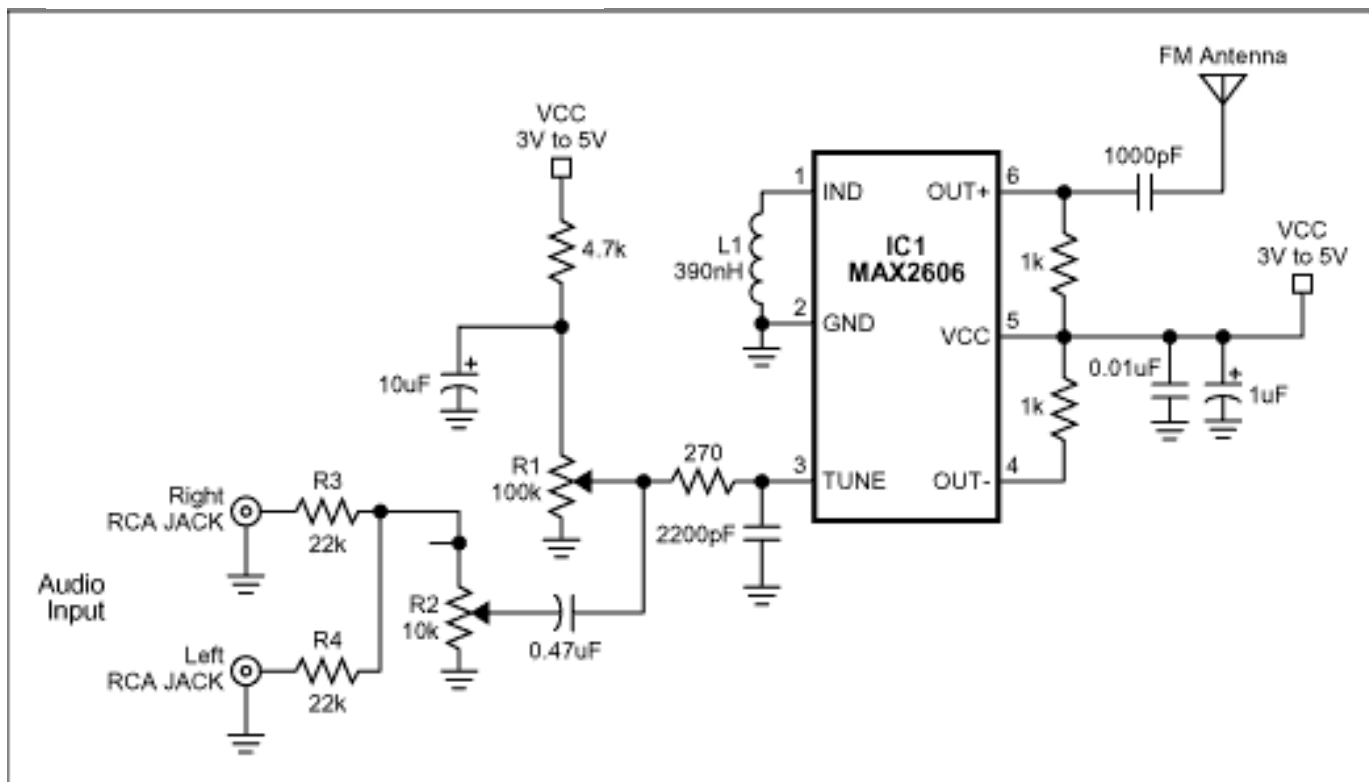 FM Antenna
VCC
3V to 5V
1000pF
1
IND
OUT+
6
4.7k
L1
390nH
IC1
MAX2606
1k
VCC
3V to 5V
2
GND
VCC
5
10uF
0.01uF
1uF
1k
R1
100k
270
3
TUNE
OUT-
4
2200pF
Right
RCA JACK
R3
22k
Audio
Input
R2
10k
0.47uF
Left
RCA JACK
R4
22k